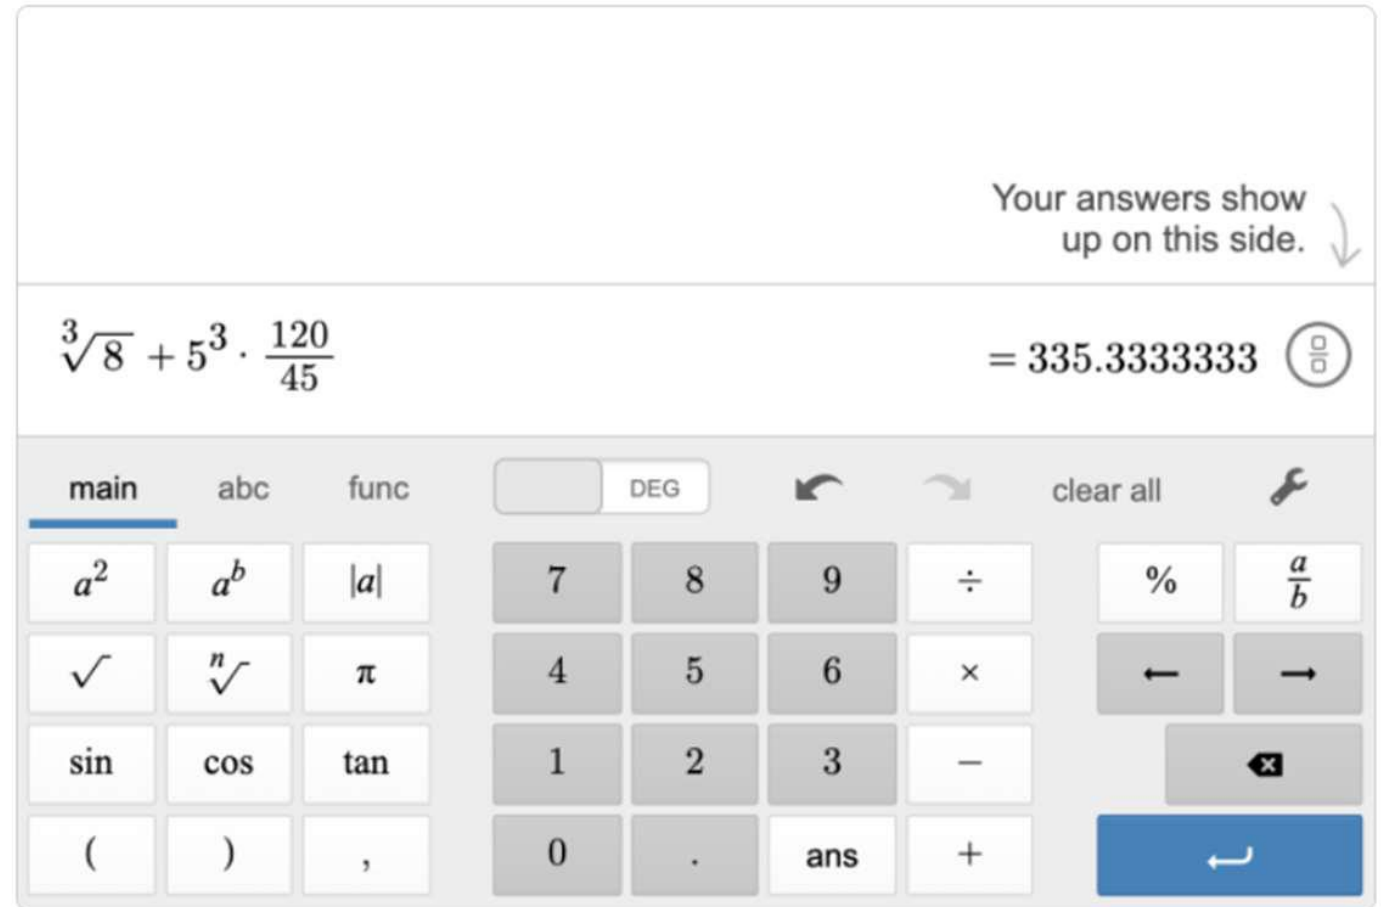 Your answers show
up on this side.
∛8 + 5³ · 120/45 = 335.3333333
main abc func DEG clear all
a² aᵇ |a| 7 8 9 ÷ % a/b
√ ⁿ√ π 4 5 6 × ← →
sin cos tan 1 2 3 −
( ) , 0 . ans +